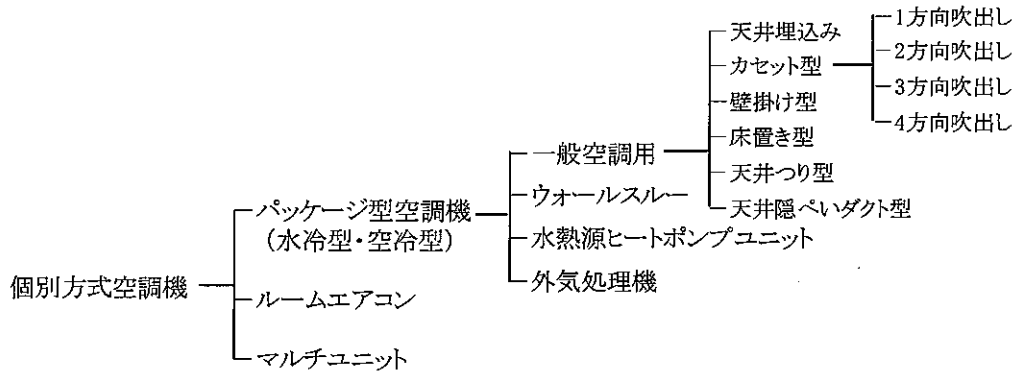 個別方式空調機
パッケージ型空調機
(水冷型・空冷型)
ルームエアコン
マルチユニット
一般空調用
ウォールスルー
水熱源ヒートポンプユニット
外気処理機
天井埋込み
カセット型
壁掛け型
床置き型
天井つり型
天井隠ぺいダクト型
1方向吹出し
2方向吹出し
3方向吹出し
4方向吹出し